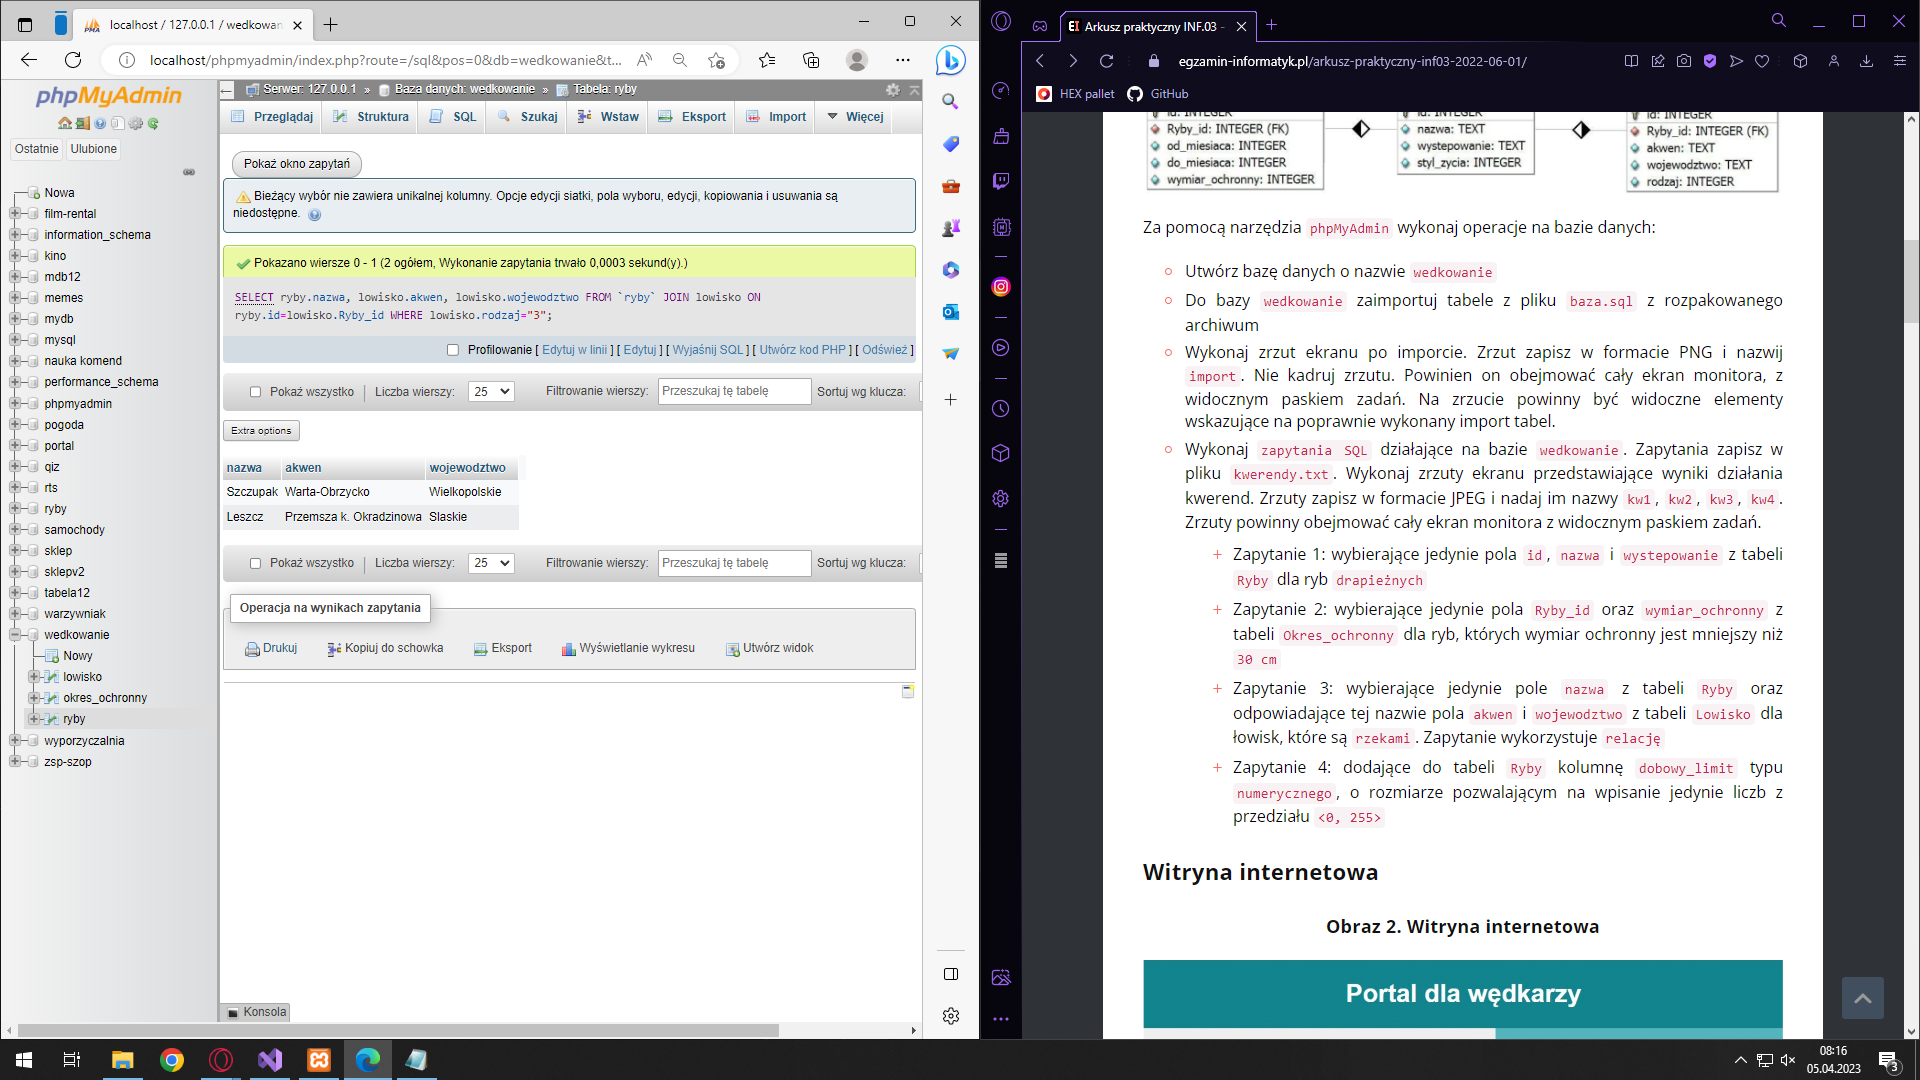 localhost / 127.0.0.1 / wedkowan
localhost/phpmyadmin/index.php?route=/sql&pos=0&db=wedkowanie&t...
phpMyAdmin
Ostatnie
Ulubione
Nowa
film-rental
information_schema
kino
mdb12
memes
mydb
mysql
nauka komend
performance_schema
phpmyadmin
pogoda
portal
qiz
rts
ryby
samochody
sklep
sklepv2
tabela12
warzywniak
wedkowanie
Nowy
lowisko
okres_ochronny
ryby
wyporzyczalnia
zsp-szop
Serwer: 127.0.0.1 » Baza danych: wedkowanie » Tabela: ryby
Przeglądaj Struktura SQL Szukaj Wstaw Eksport Import Więcej
Pokaż okno zapytań
Bieżący wybór nie zawiera unikalnej kolumny. Opcje edycji siatki, pola wyboru, edycji, kopiowania i usuwania są
niedostępne.
Pokazano wiersze 0 - 1 (2 ogółem, Wykonanie zapytania trwało 0,0003 sekund(y).)
SELECT ryby.nazwa, lowisko.akwen, lowisko.wojewodztwo FROM `ryby` JOIN lowisko ON
ryby.id=lowisko.Ryby_id WHERE lowisko.rodzaj="3";
Profilowanie [ Edytuj w linii ] [ Edytuj ] [ Wyjaśnij SQL ] [ Utwórz kod PHP ] [ Odśwież ]
Pokaż wszystko Liczba wierszy: 25 Filtrowanie wierszy: Przeszukaj tę tabelę Sortuj wg klucza:
Extra options
nazwa akwen wojewodztwo
Szczupak Warta-Obrzycko Wielkopolskie
Leszcz Przemsza k. Okradzinowa Slaskie
Pokaż wszystko Liczba wierszy: 25 Filtrowanie wierszy: Przeszukaj tę tabelę Sortuj wg klucza:
Operacja na wynikach zapytania
Drukuj Kopiuj do schowka Eksport Wyświetlanie wykresu Utwórz widok
Konsola
Arkusz praktyczny INF.03 -
egzamin-informatyk.pl/arkusz-praktyczny-inf03-2022-06-01/
HEX pallet GitHub
id: INTEGER
Ryby_id: INTEGER (FK)
od_miesiaca: INTEGER
do_miesiaca: INTEGER
wymiar_ochronny: INTEGER
id: INTEGER
nazwa: TEXT
wystepowanie: TEXT
styl_zycia: INTEGER
id: INTEGER
Ryby_id: INTEGER (FK)
akwen: TEXT
wojewodztwo: TEXT
rodzaj: INTEGER
Za pomocą narzędzia phpMyAdmin wykonaj operacje na bazie danych:
Utwórz bazę danych o nazwie wedkowanie
Do bazy wedkowanie zaimportuj tabele z pliku baza.sql z rozpakowanego
archiwum
Wykonaj zrzut ekranu po imporcie. Zrzut zapisz w formacie PNG i nazwij
import. Nie kadruj zrzutu. Powinien on obejmować cały ekran monitora, z
widocznym paskiem zadań. Na zrzucie powinny być widoczne elementy
wskazujące na poprawnie wykonany import tabel.
Wykonaj zapytania SQL działające na bazie wedkowanie. Zapytania zapisz w
pliku kwerendy.txt. Wykonaj zrzuty ekranu przedstawiające wyniki działania
kwerend. Zrzuty zapisz w formacie JPEG i nadaj im nazwy kw1, kw2, kw3, kw4.
Zrzuty powinny obejmować cały ekran monitora z widocznym paskiem zadań.
+ Zapytanie 1: wybierające jedynie pola id, nazwa i wystepowanie z tabeli
Ryby dla ryb drapieżnych
+ Zapytanie 2: wybierające jedynie pola Ryby_id oraz wymiar_ochronny z
tabeli Okres_ochronny dla ryb, których wymiar ochronny jest mniejszy niż
30 cm
+ Zapytanie 3: wybierające jedynie pole nazwa z tabeli Ryby oraz
odpowiadające tej nazwie pola akwen i wojewodztwo z tabeli Lowisko dla
łowisk, które są rzekami. Zapytanie wykorzystuje relację
+ Zapytanie 4: dodające do tabeli Ryby kolumnę dobowy_limit typu
numerycznego, o rozmiarze pozwalającym na wpisanie jedynie liczb z
przedziału <0, 255>
Witryna internetowa
Obraz 2. Witryna internetowa
Portal dla wędkarzy
08:16
05.04.2023
3